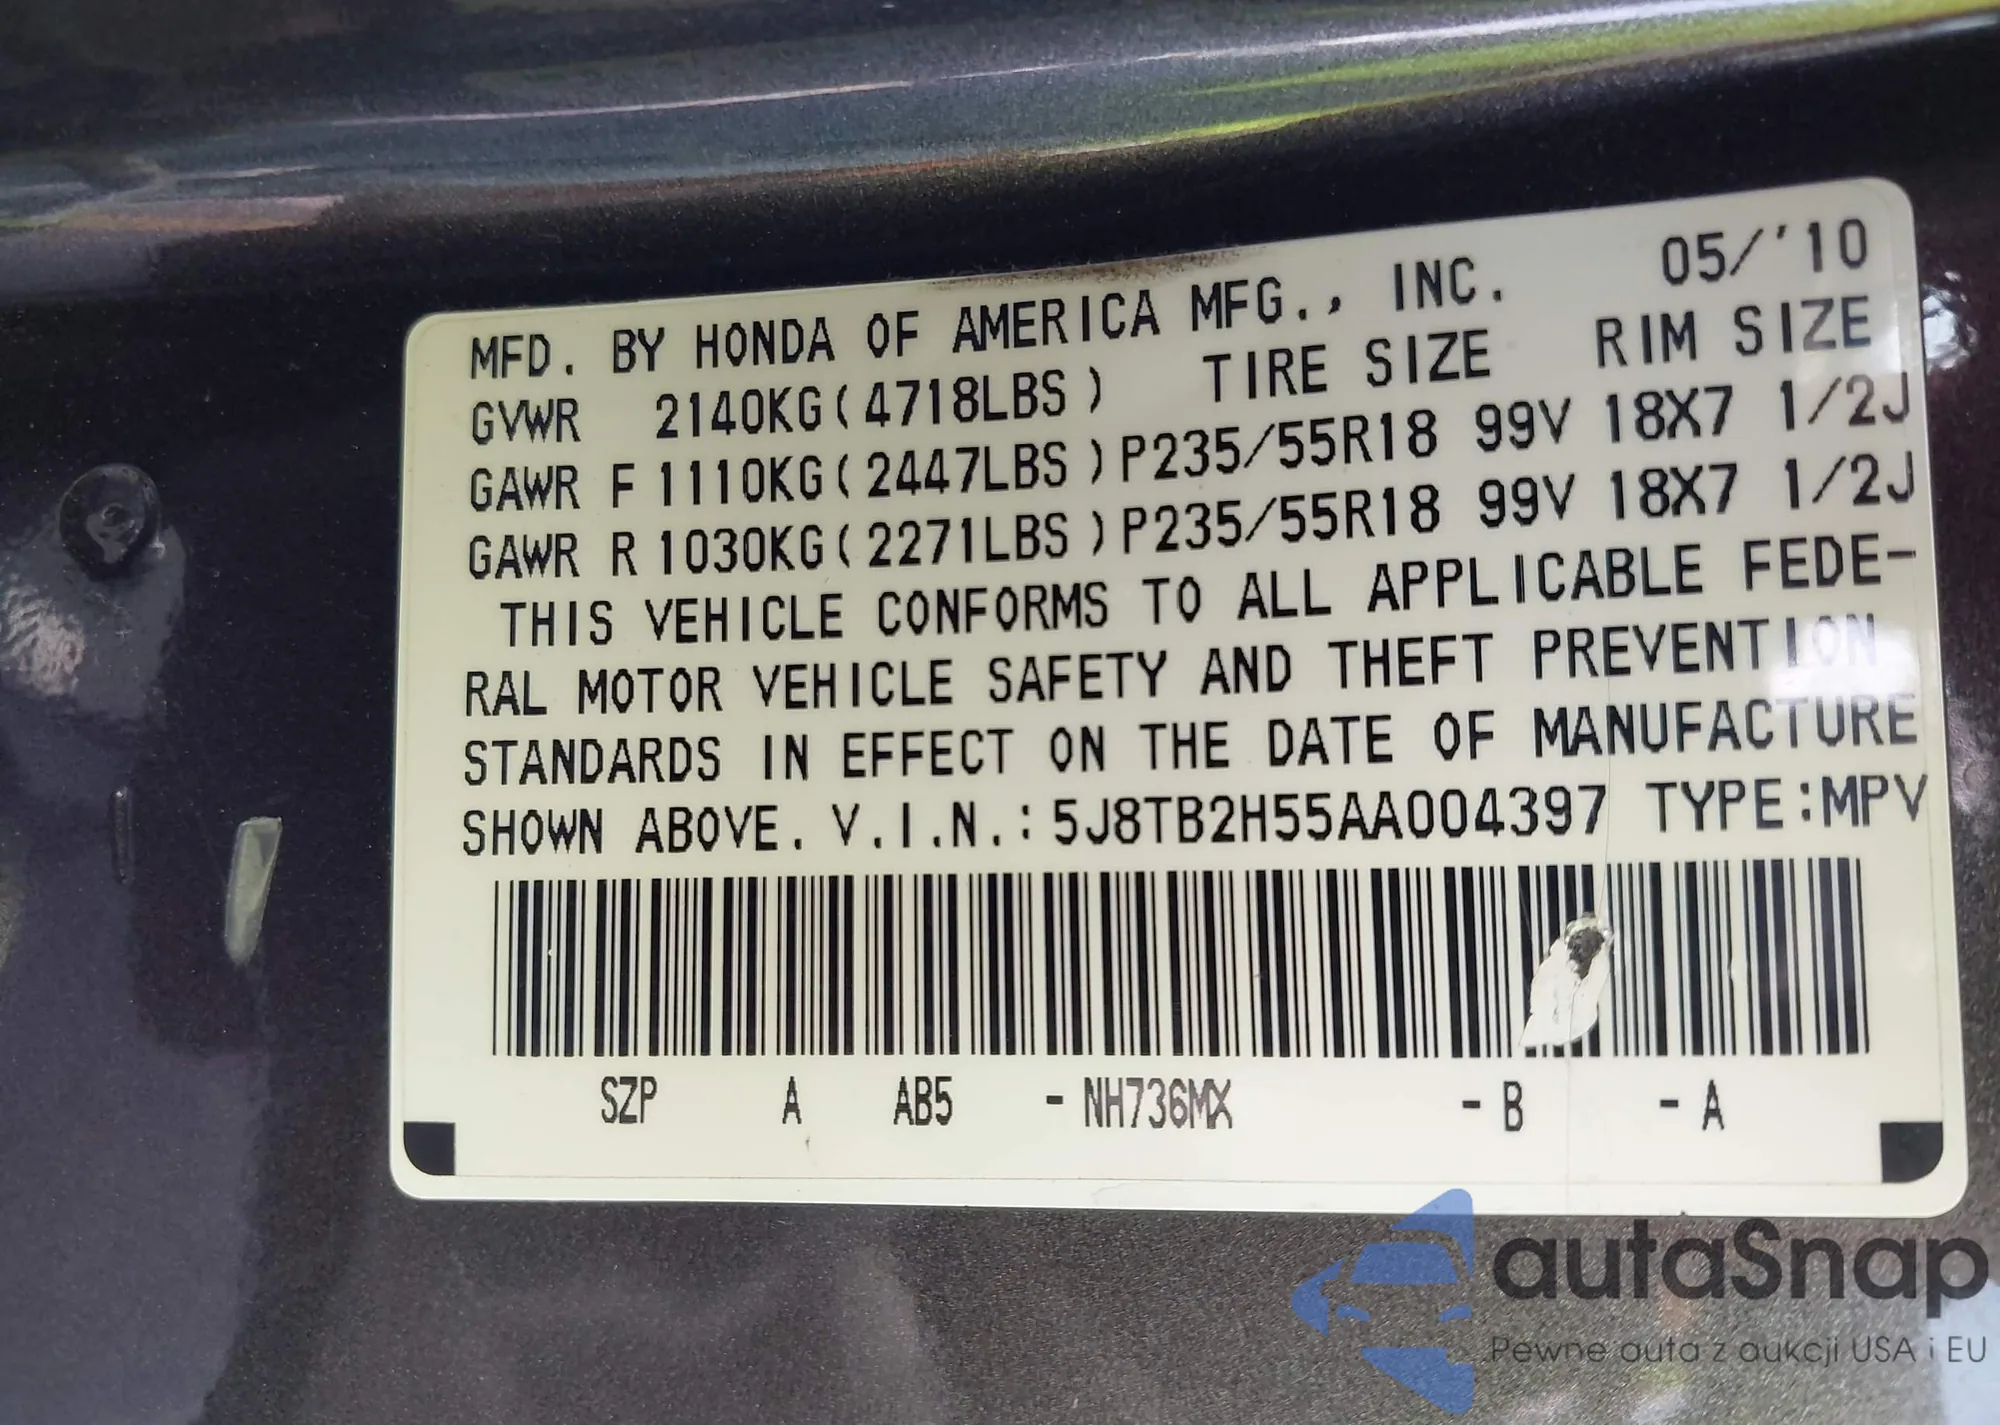 MFD. BY HONDA OF AMERICA MFG., INC. 05/'10
GVWR 2140KG(4718LBS) TIRE SIZE RIM SIZE
GAWR F 1110KG(2447LBS)P235/55R18 99V 18X7 1/2J
GAWR R 1030KG(2271LBS)P235/55R18 99V 18X7 1/2J
THIS VEHICLE CONFORMS TO ALL APPLICABLE FEDE-
RAL MOTOR VEHICLE SAFETY AND THEFT PREVENTION
STANDARDS IN EFFECT ON THE DATE OF MANUFACTURE
SHOWN ABOVE. V.I.N.:5J8TB2H55AA004397 TYPE:MPV
SZP A AB5 -NH736MX -B -A
autaSnap
Pewne auta z aukcji USA i EU